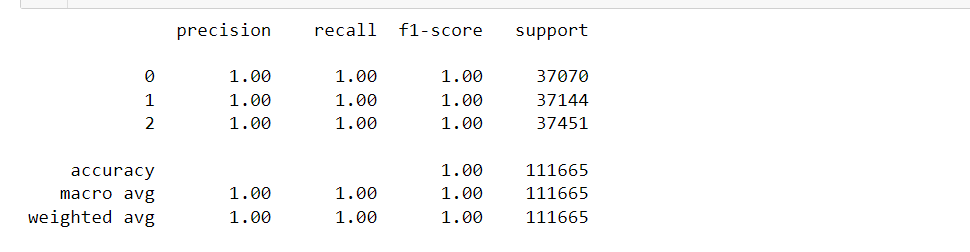 precision recall f1-score support
0 1.00 1.00 1.00 37070
1 1.00 1.00 1.00 37144
2 1.00 1.00 1.00 37451
accuracy 1.00 111665
macro avg 1.00 1.00 1.00 111665
weighted avg 1.00 1.00 1.00 111665